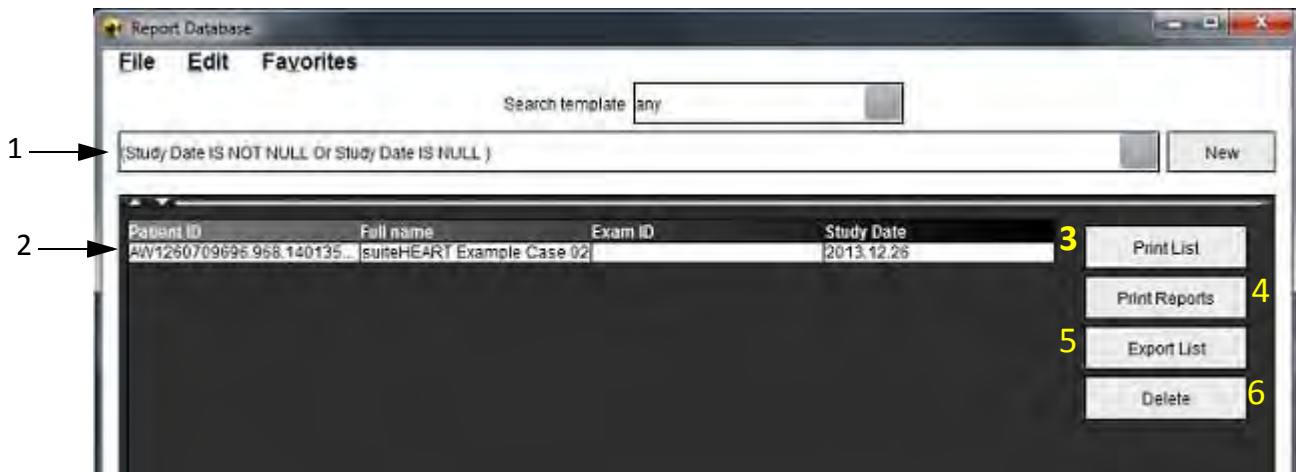 Report Database
File Edit Favorites
Search template any
1
(Study Date IS NOT NULL Or Study Date IS NULL )
New
Patient ID Full name Exam ID Study Date
2
AW1260709696.968.140135... suiteHEART Example Case 02 2013.12.26
3
Print List
Print Reports
4
5
Export List
Delete
6